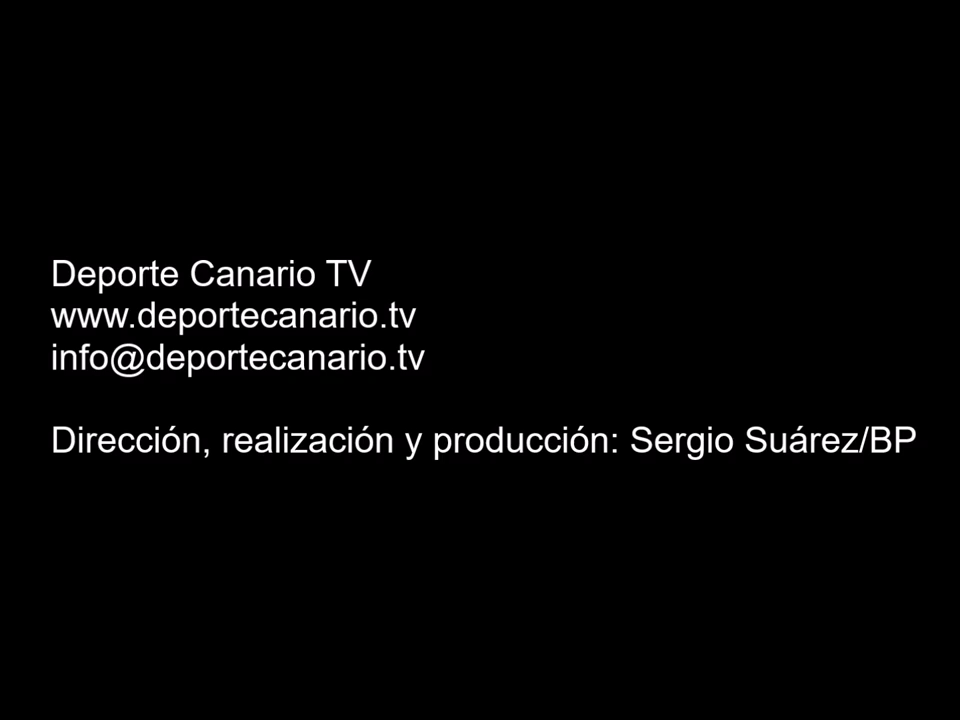 Deporte Canario TV
www.deportecanario.tv
info@deportecanario.tv
Dirección, realización y producción: Sergio Suárez/BP